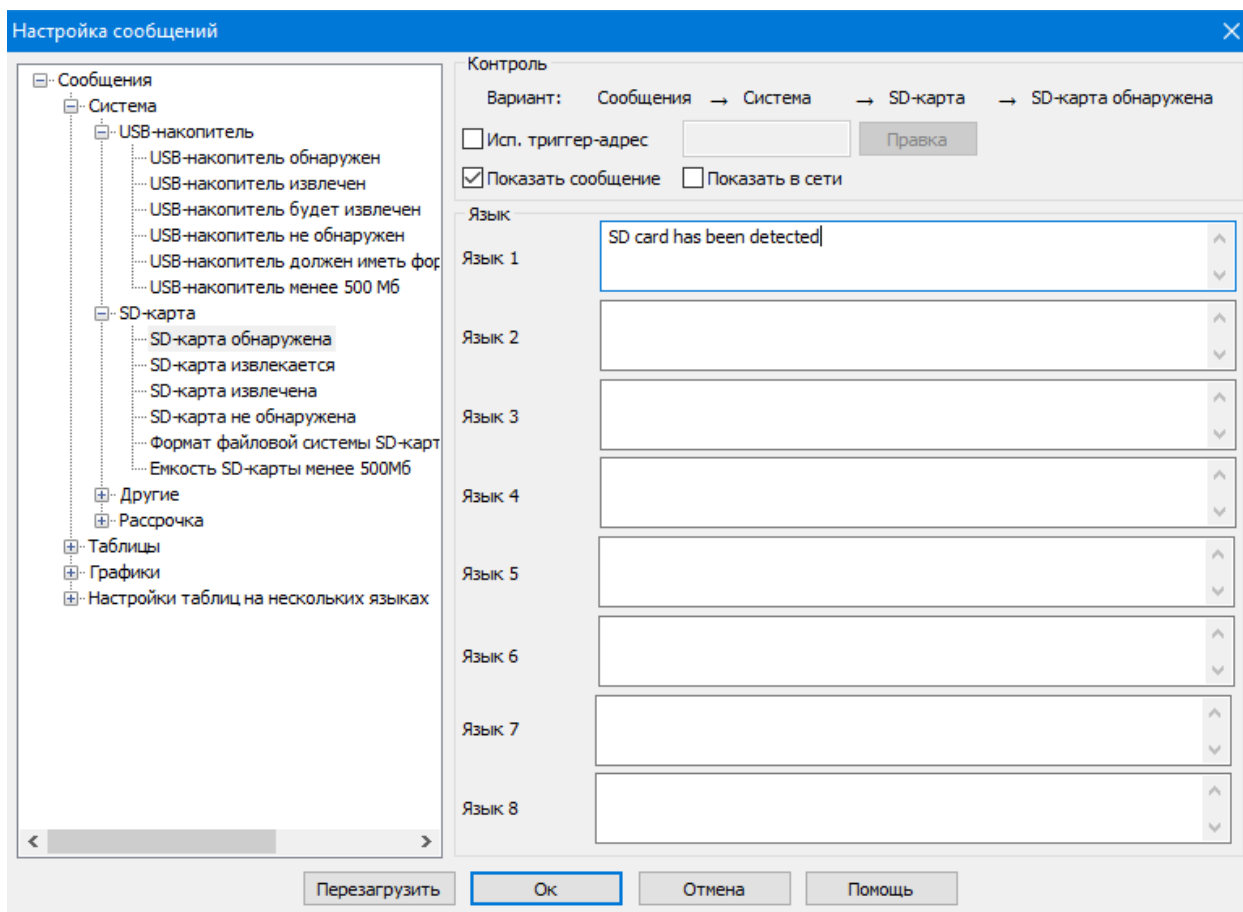 Настройка сообщений
Сообщения
Система
USB-накопитель
USB-накопитель обнаружен
USB-накопитель извлечен
USB-накопитель будет извлечен
USB-накопитель не обнаружен
USB-накопитель должен иметь фор
USB-накопитель менее 500 Мб
SD-карта
SD-карта обнаружена
SD-карта извлекается
SD-карта извлечена
SD-карта не обнаружена
Формат файловой системы SD-карт
Емкость SD-карты менее 500Мб
Другие
Рассрочка
Таблицы
Графики
Настройки таблиц на нескольких языках
Контроль
Вариант: Сообщения → Система → SD-карта → SD-карта обнаружена
Исп. триггер-адрес Правка
Показать сообщение Показать в сети
Язык
Язык 1 SD card has been detected
Язык 2
Язык 3
Язык 4
Язык 5
Язык 6
Язык 7
Язык 8
Перезагрузить Ок Отмена Помощь